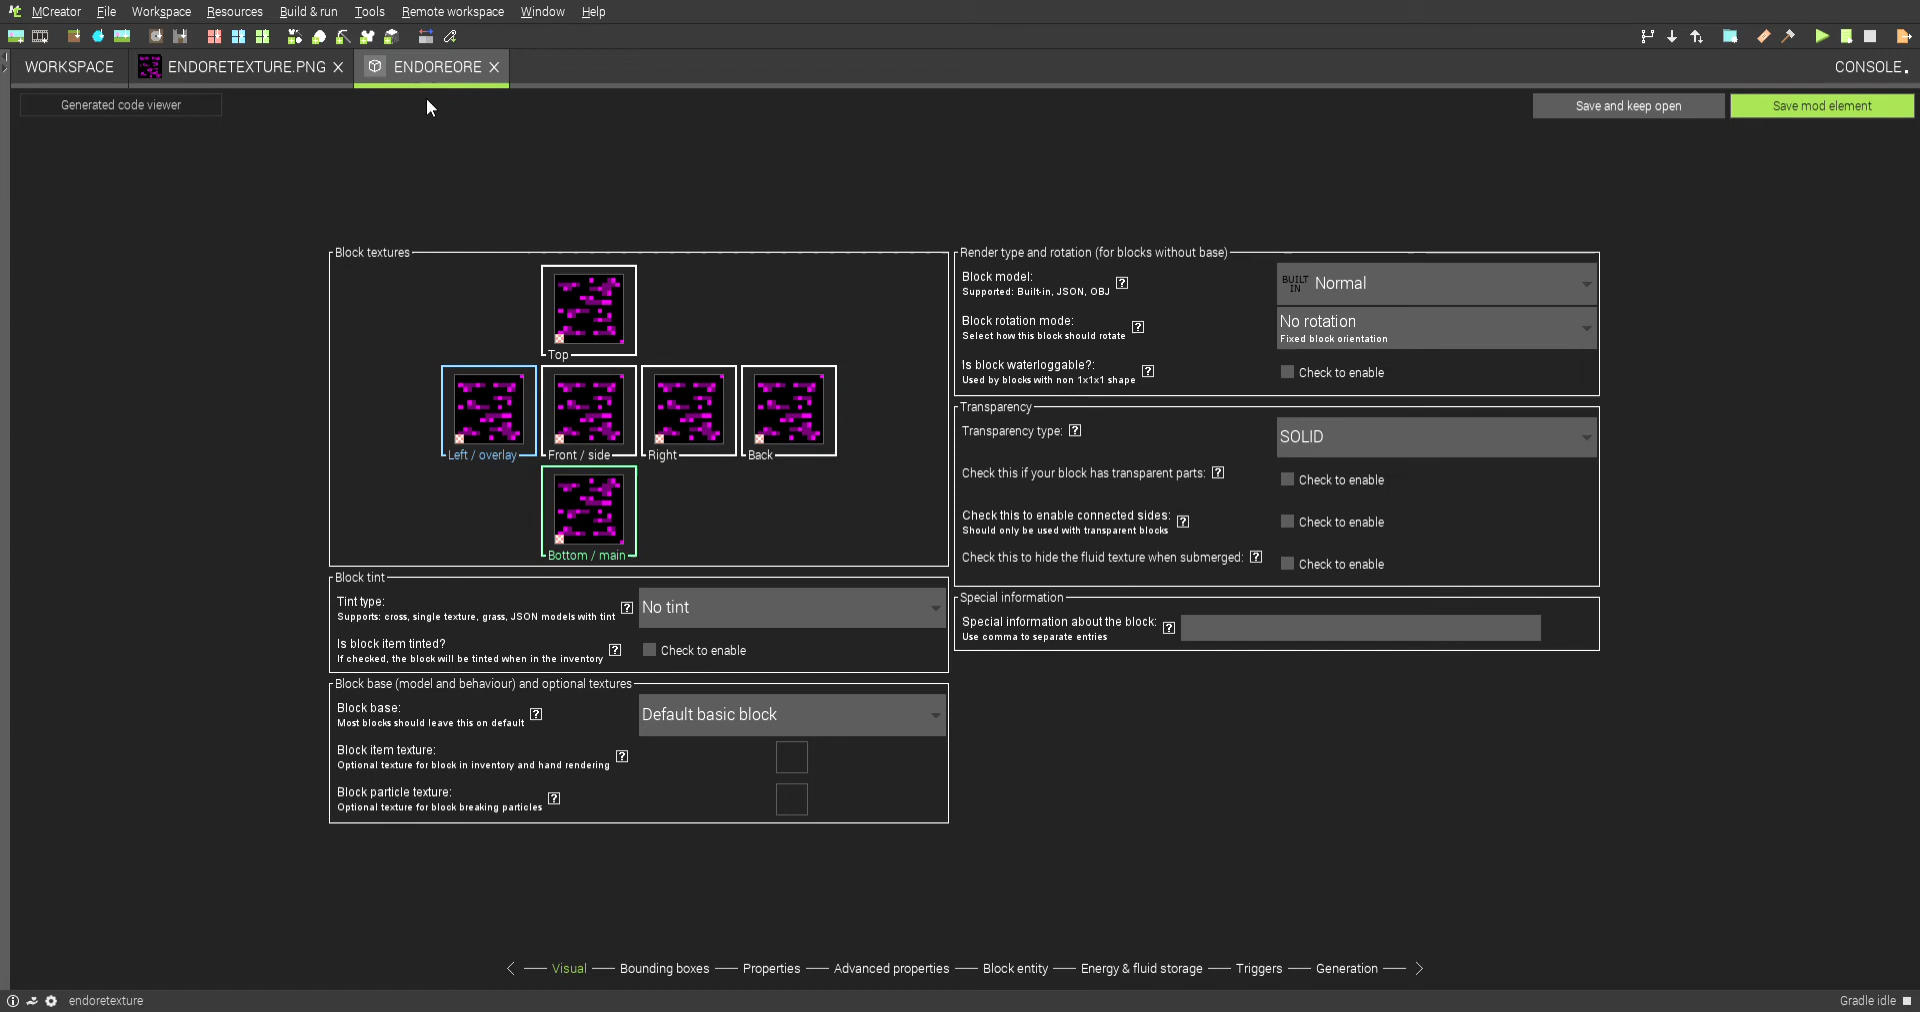 MCreator File Workspace Resources Build & run Tools Remote workspace Window Help
WORKSPACE ENDORETEXTURE.PNG ENDOREORE CONSOLE
Generated code viewer Save and keep open Save mod element
Block textures
Top
Left / overlay Front / side Right Back
Bottom / main
Block tint
Tint type: No tint
Supports: cross, single texture, grass, JSON models with tint
Is block item tinted? Check to enable
If checked, the block will be tinted when in the inventory
Block base (model and behaviour) and optional textures
Block base: Default basic block
Most blocks should leave this on default
Block item texture:
Optional texture for block in inventory and hand rendering
Block particle texture:
Optional texture for block breaking particles
Render type and rotation (for blocks without base)
Block model: BUILT IN Normal
Supported: Built-in, JSON, OBJ
Block rotation mode: No rotation
Select how this block should rotate Fixed block orientation
Is block waterloggable?: Check to enable
Used by blocks with non 1x1x1 shape
Transparency
Transparency type: SOLID
Check this if your block has transparent parts: Check to enable
Check this to enable connected sides: Check to enable
Should only be used with transparent blocks
Check this to hide the fluid texture when submerged: Check to enable
Special information
Special information about the block:
Use comma to separate entries
Visual Bounding boxes Properties Advanced properties Block entity Energy & fluid storage Triggers Generation
endoretexture Gradle idle